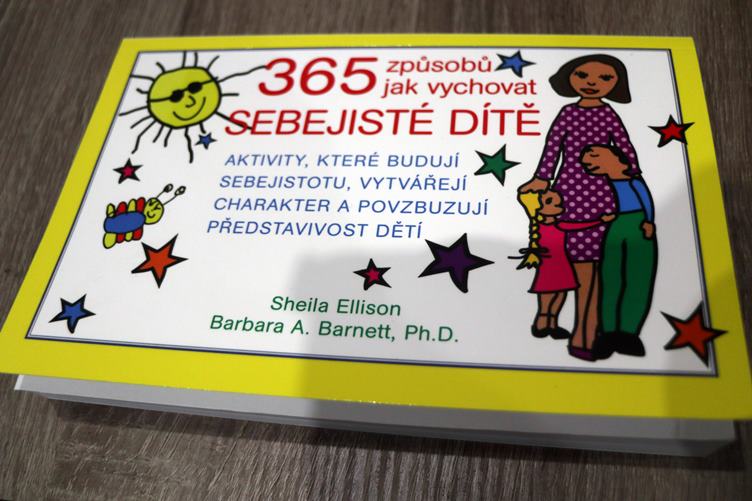 365 způsobů
jak vychovat
SEBEJISTÉ DÍTĚ
AKTIVITY, KTERÉ BUDUJÍ
SEBEJISTOTU, VYTVÁŘEJÍ
CHARAKTER A POVZBUZUJÍ
PŘEDSTAVIVOST DĚTÍ
Sheila Ellison
Barbara A. Barnett, Ph.D.